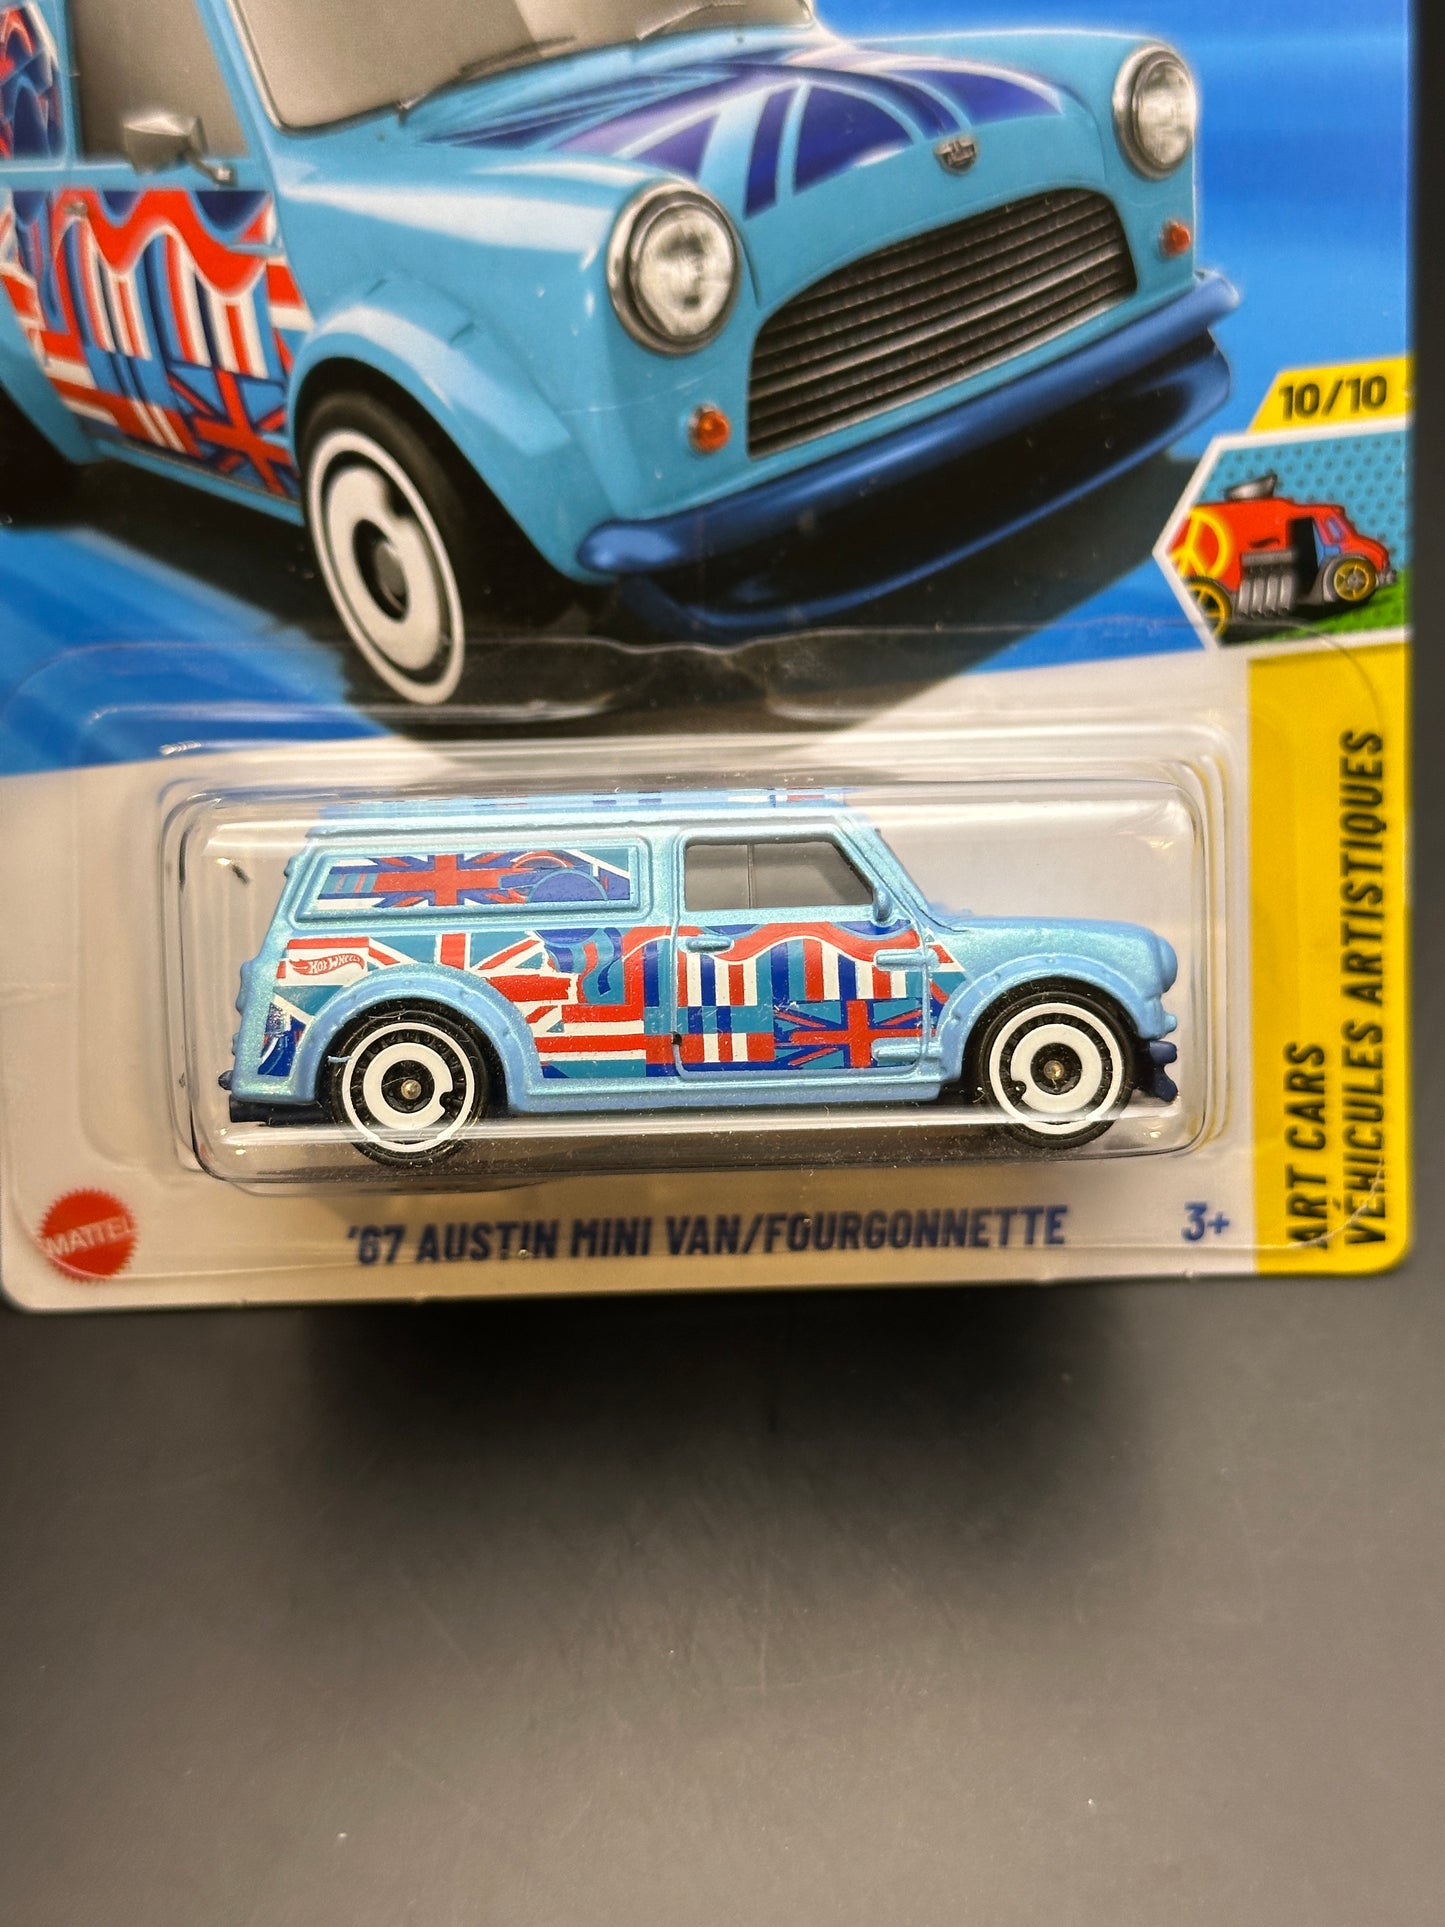 10/10
HOT WHEELS
MATTEL
'67 AUSTIN MINI VAN/FOURGONNETTE
3+
ART CARS
VÉHICULES ARTISTIQUES